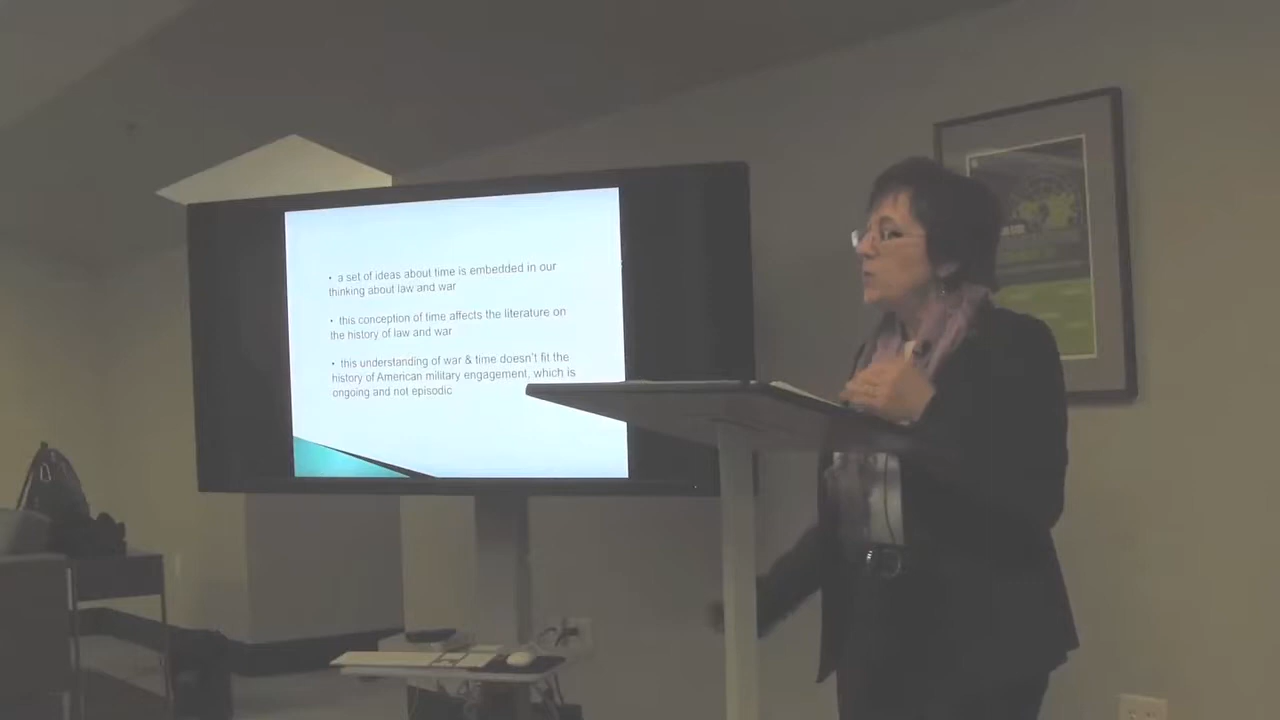 • a set of ideas about time is embedded in our
thinking about law and war
• this conception of time affects the literature on
the history of law and war
• this understanding of war & time doesn't fit the
history of American military engagement, which is
ongoing and not episodic